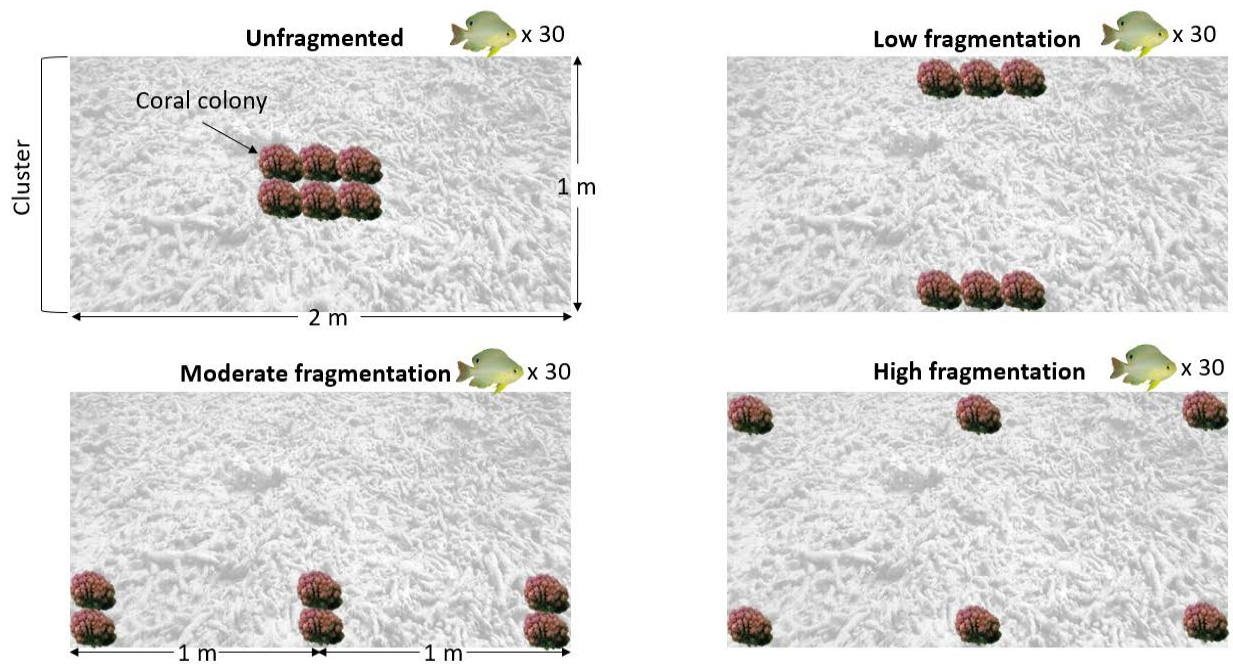 Unfragmented
x 30
Coral colony
Cluster
1 m
2 m
Low fragmentation
x 30
Moderate fragmentation
x 30
1 m
1 m
High fragmentation
x 30